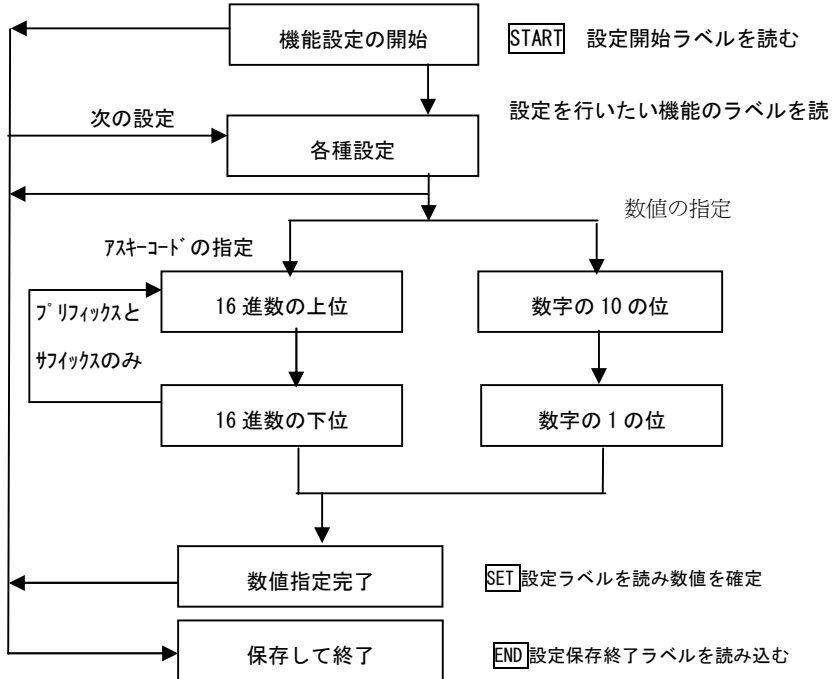 機能設定の開始
START 設定開始ラベルを読む
設定を行いたい機能のラベルを読
次の設定
各種設定
数値の指定
ｱｽｷｰｺｰﾄﾞの指定
16 進数の上位
数字の 10 の位
ﾌﾟﾘﾌｨｯｸｽと
ｻﾌｲｯｸｽのみ
16 進数の下位
数字の 1 の位
数値指定完了
SET 設定ラベルを読み数値を確定
保存して終了
END 設定保存終了ラベルを読み込む